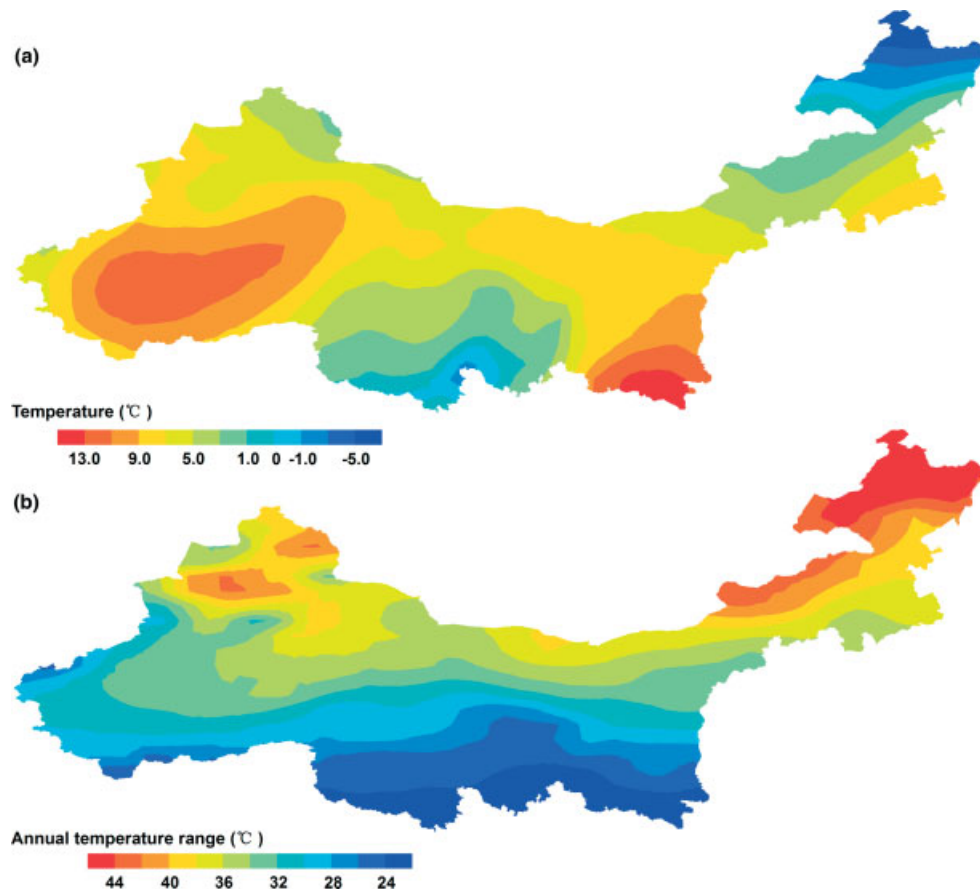 (a)
Temperature (℃ )
13.0 9.0 5.0 1.0 0 -1.0 -5.0
(b)
Annual temperature range (℃ )
44 40 36 32 28 24